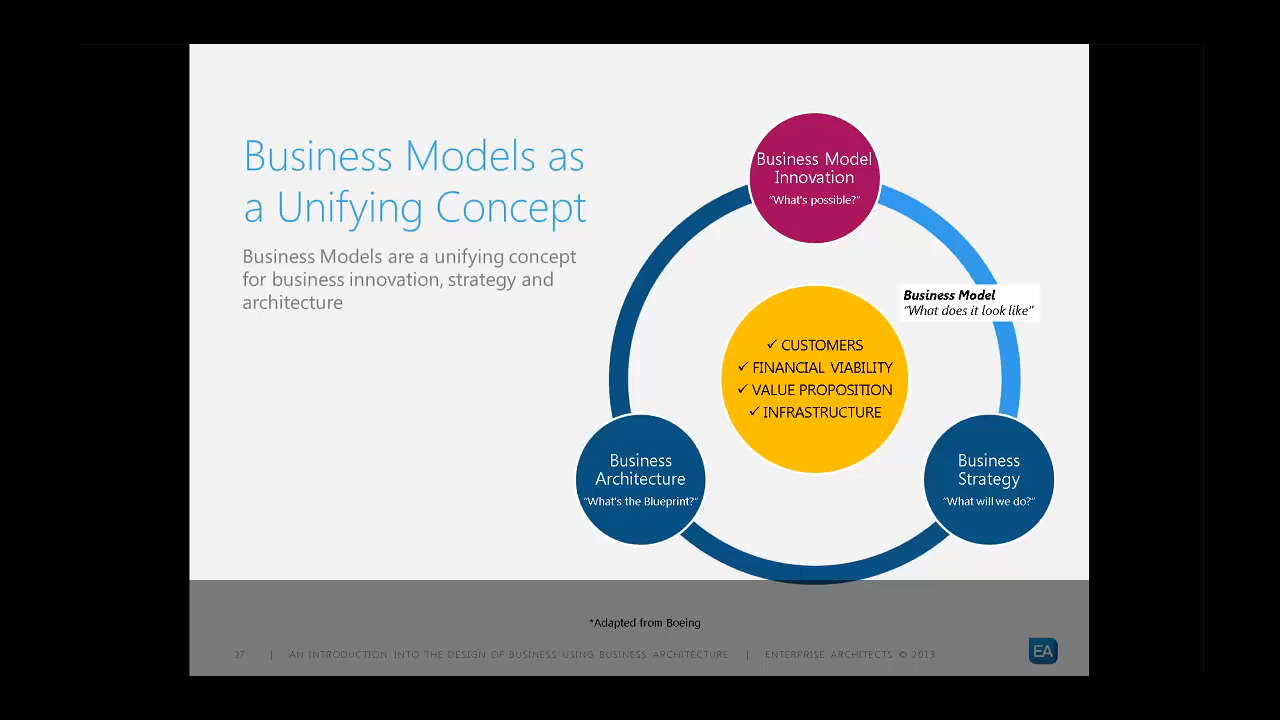 Business Models as
a Unifying Concept
Business Models are a unifying concept
for business innovation, strategy and
architecture
Business Model
Innovation
"What's possible?"
Business Model
"What does it look like"
✓ CUSTOMERS
✓ FINANCIAL VIABILITY
✓ VALUE PROPOSITION
✓ INFRASTRUCTURE
Business
Architecture
"What's the Blueprint?"
Business
Strategy
"What will we do?"
*Adapted from Boeing
27 | AN INTRODUCTION INTO THE DESIGN OF BUSINESS USING BUSINESS ARCHITECTURE | ENTERPRISE ARCHITECTS © 2013
EA